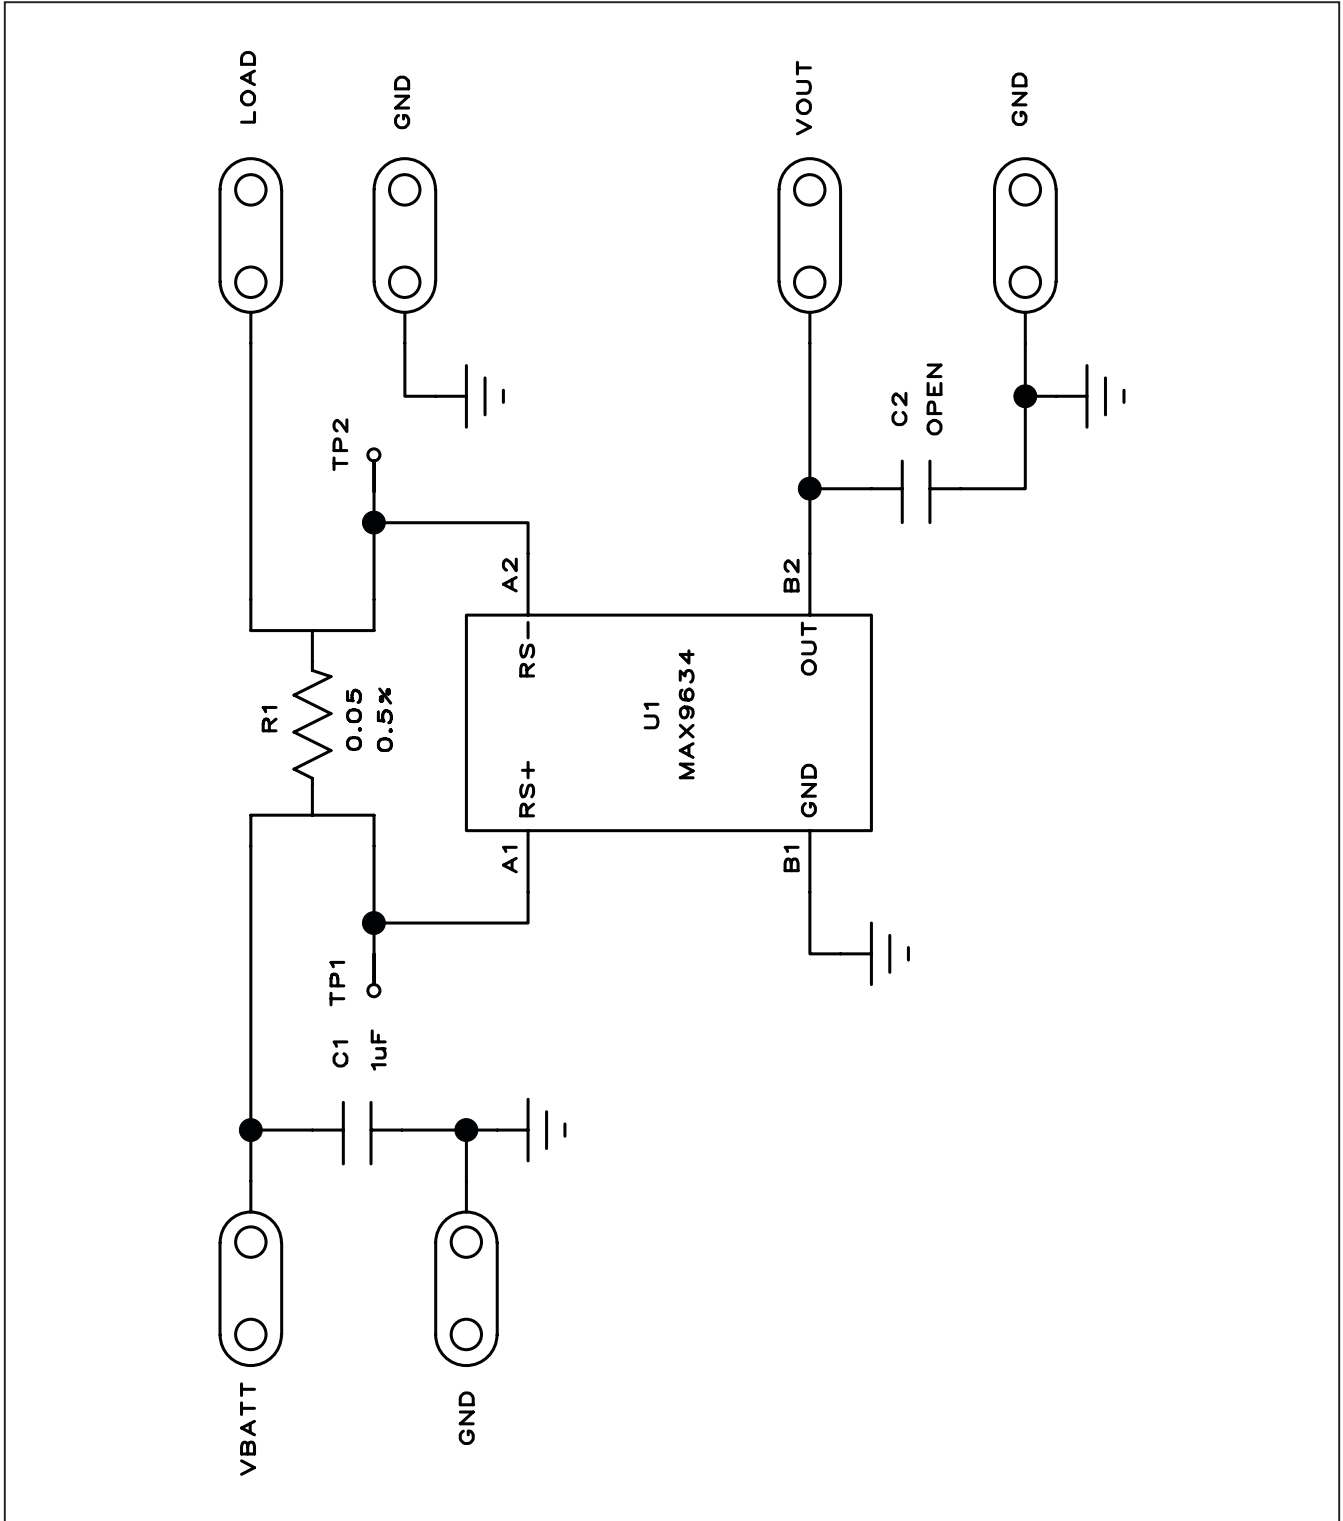 VBATT
GND
C1
1uF
TP1
R1
0.05
0.5%
TP2
LOAD
GND
A1
RS+
RS-
A2
U1
MAX9634
B1
GND
OUT
B2
C2
OPEN
VOUT
GND